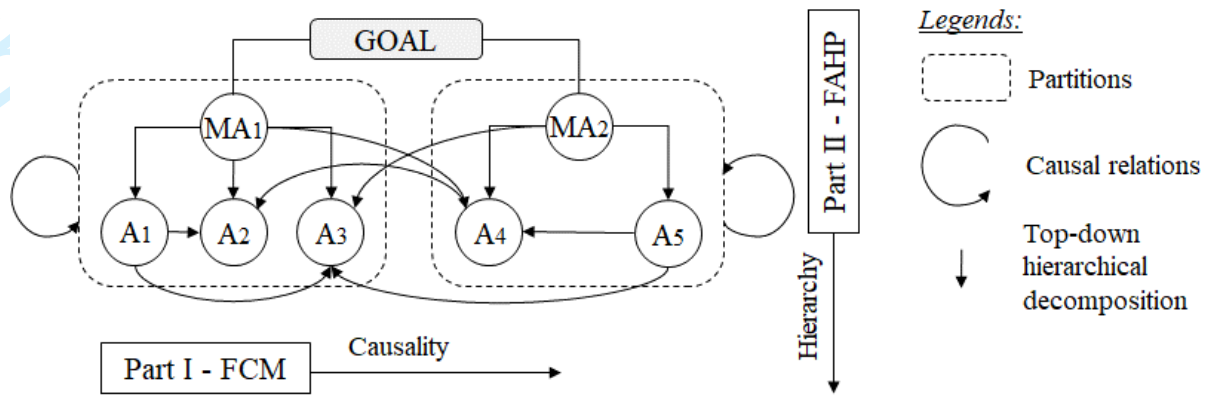 GOAL
MA1
MA2
A1
A2
A3
A4
A5
Part I - FCM
Causality
Part II - FAHP
Hierarchy
Legends:
Partitions
Causal relations
Top-down
hierarchical
decomposition